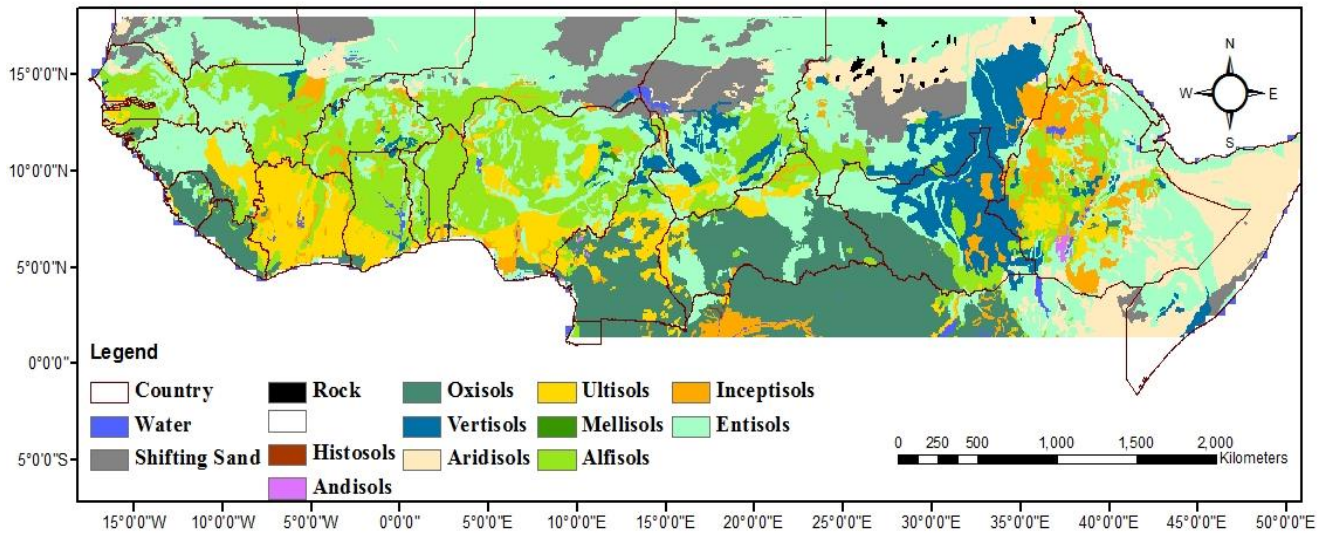 N
W E
S
15°0'0"N
10°0'0"N
5°0'0"N
0°0'0"
5°0'0"S
Legend
Country Rock Oxisols Ultisols Inceptisols
Water Vertisols Mellisols Entisols
Shifting Sand Histosols Aridisols Alfisols
Andisols
0 250 500 1,000 1,500 2,000
Kilometers
15°0'0"W 10°0'0"W 5°0'0"W 0°0'0" 5°0'0"E 10°0'0"E 15°0'0"E 20°0'0"E 25°0'0"E 30°0'0"E 35°0'0"E 40°0'0"E 45°0'0"E 50°0'0"E